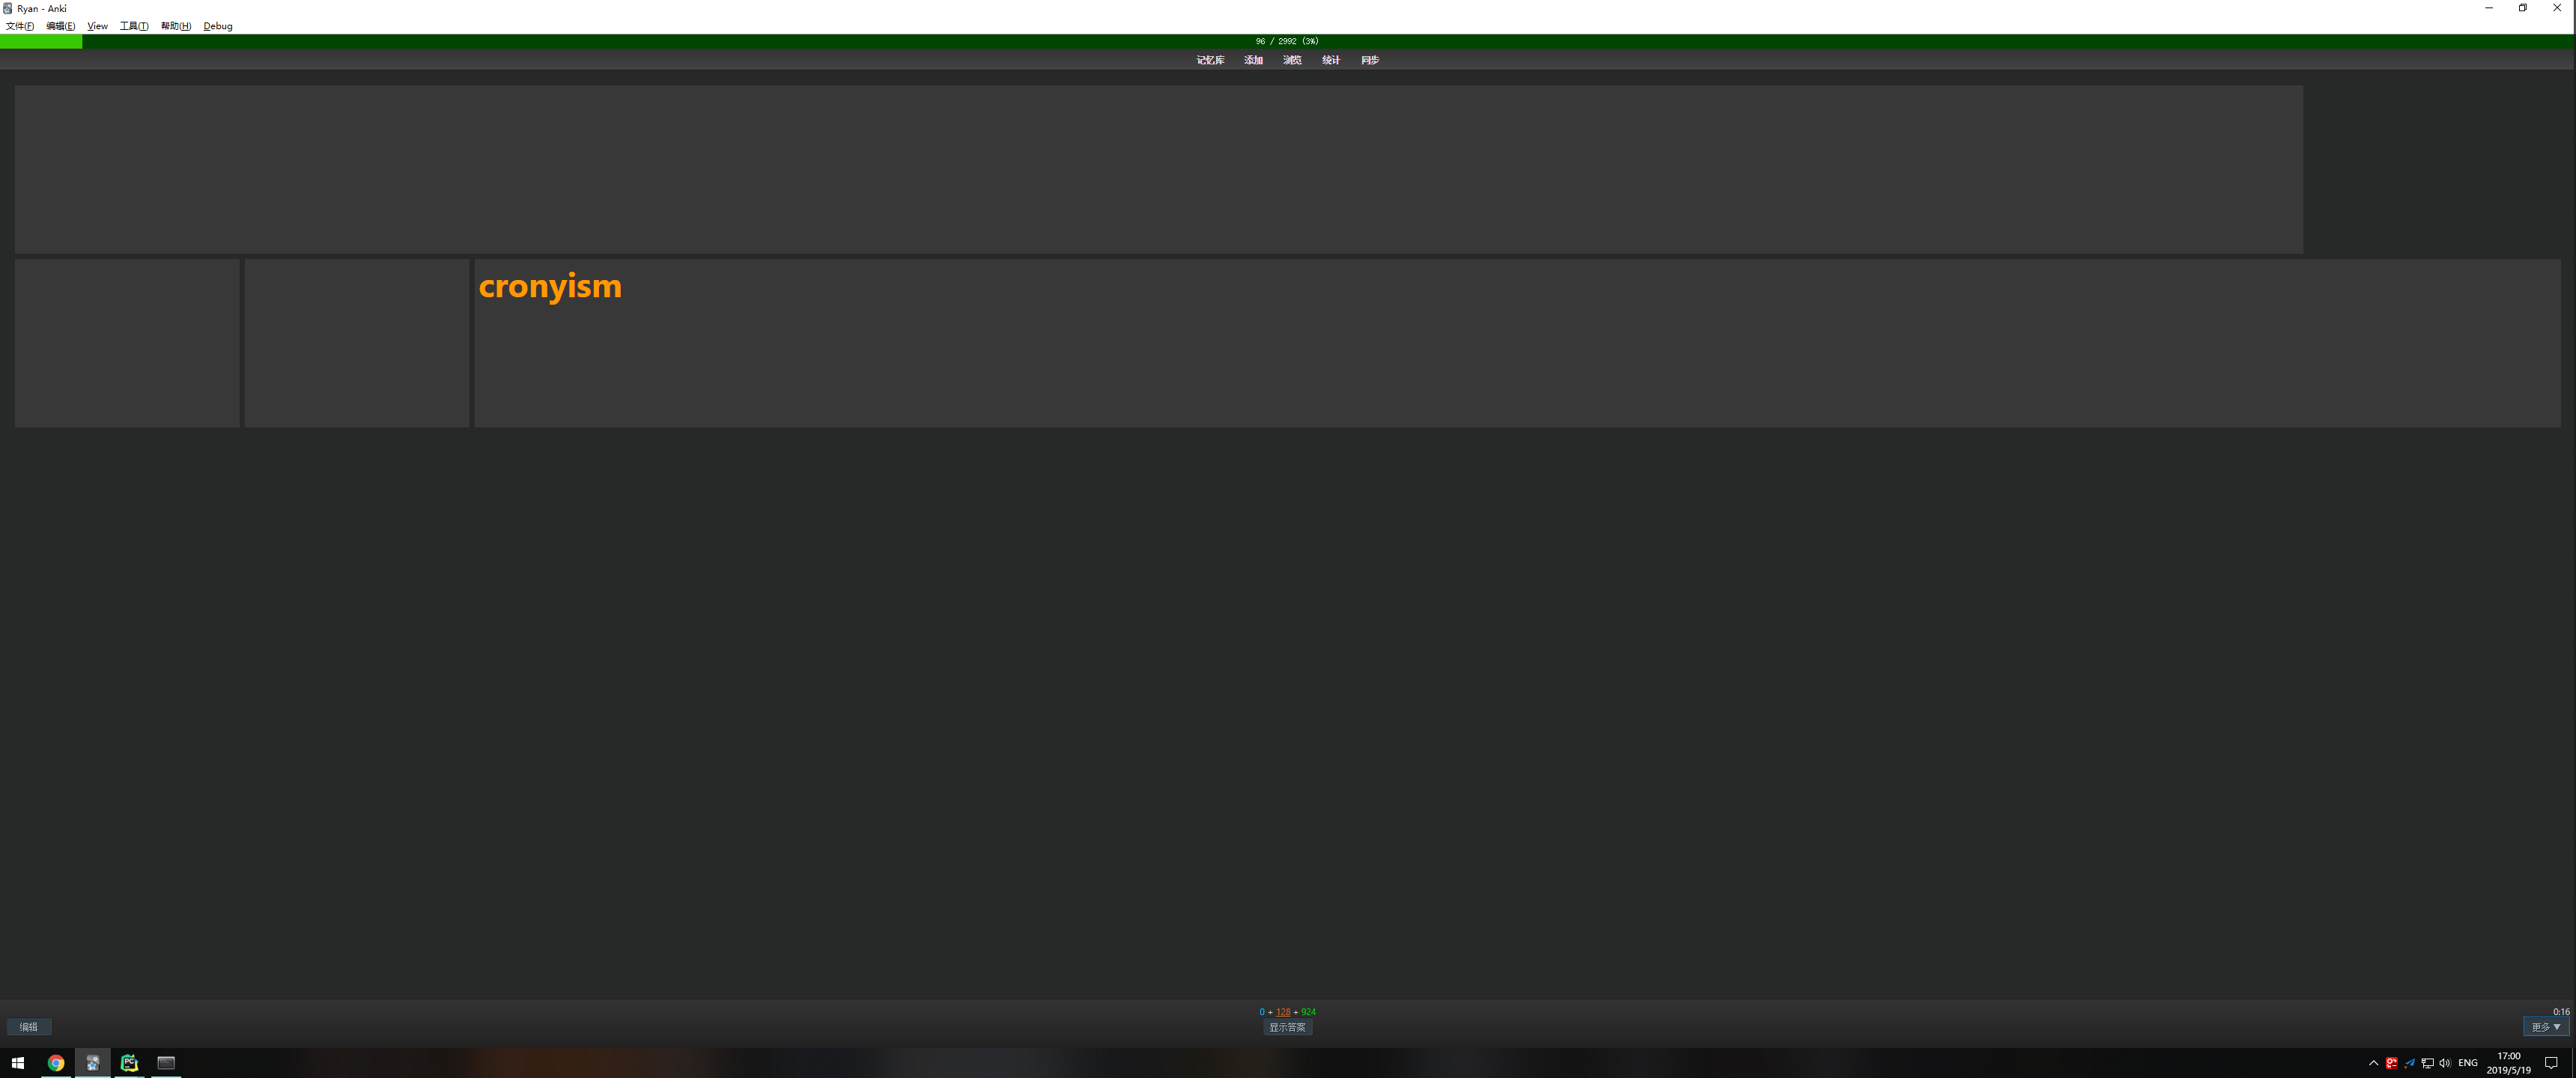 Ryan - Anki
文件(F) 编辑(E) View 工具(T) 帮助(H) Debug
96 / 2992 (3%)
记忆库 添加 浏览 统计 同步
cronyism
0 + 128 + 924
0:16
编辑 显示答案 更多
PC
ENG
17:00
2019/5/19